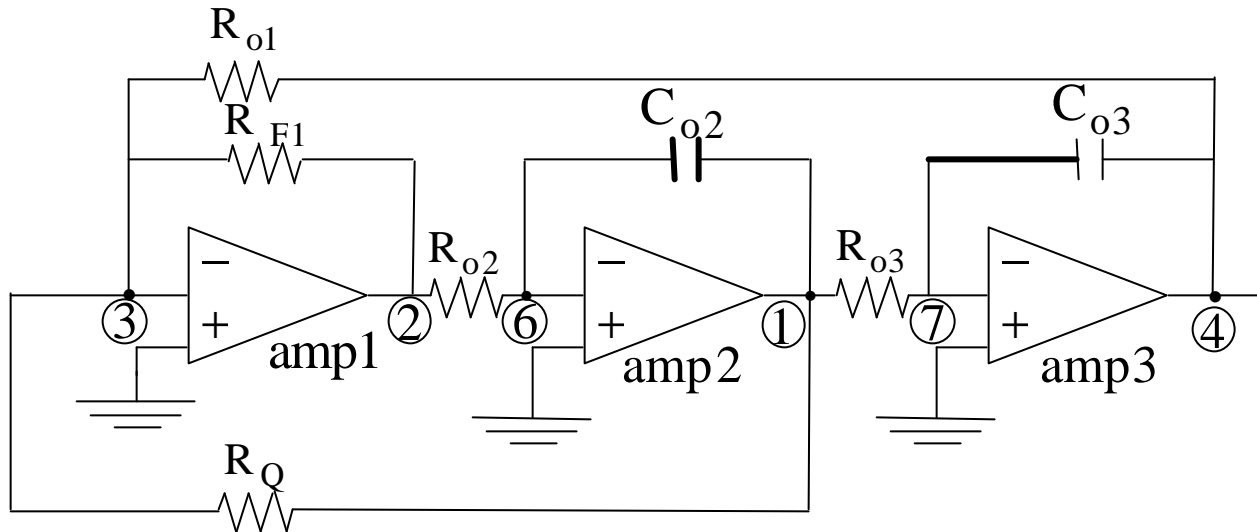 R o1
R F1
C o2
C o3
R o2
R o3
− − −
3 2 6 1 7 4
+ + +
amp1 amp2 amp3
R Q